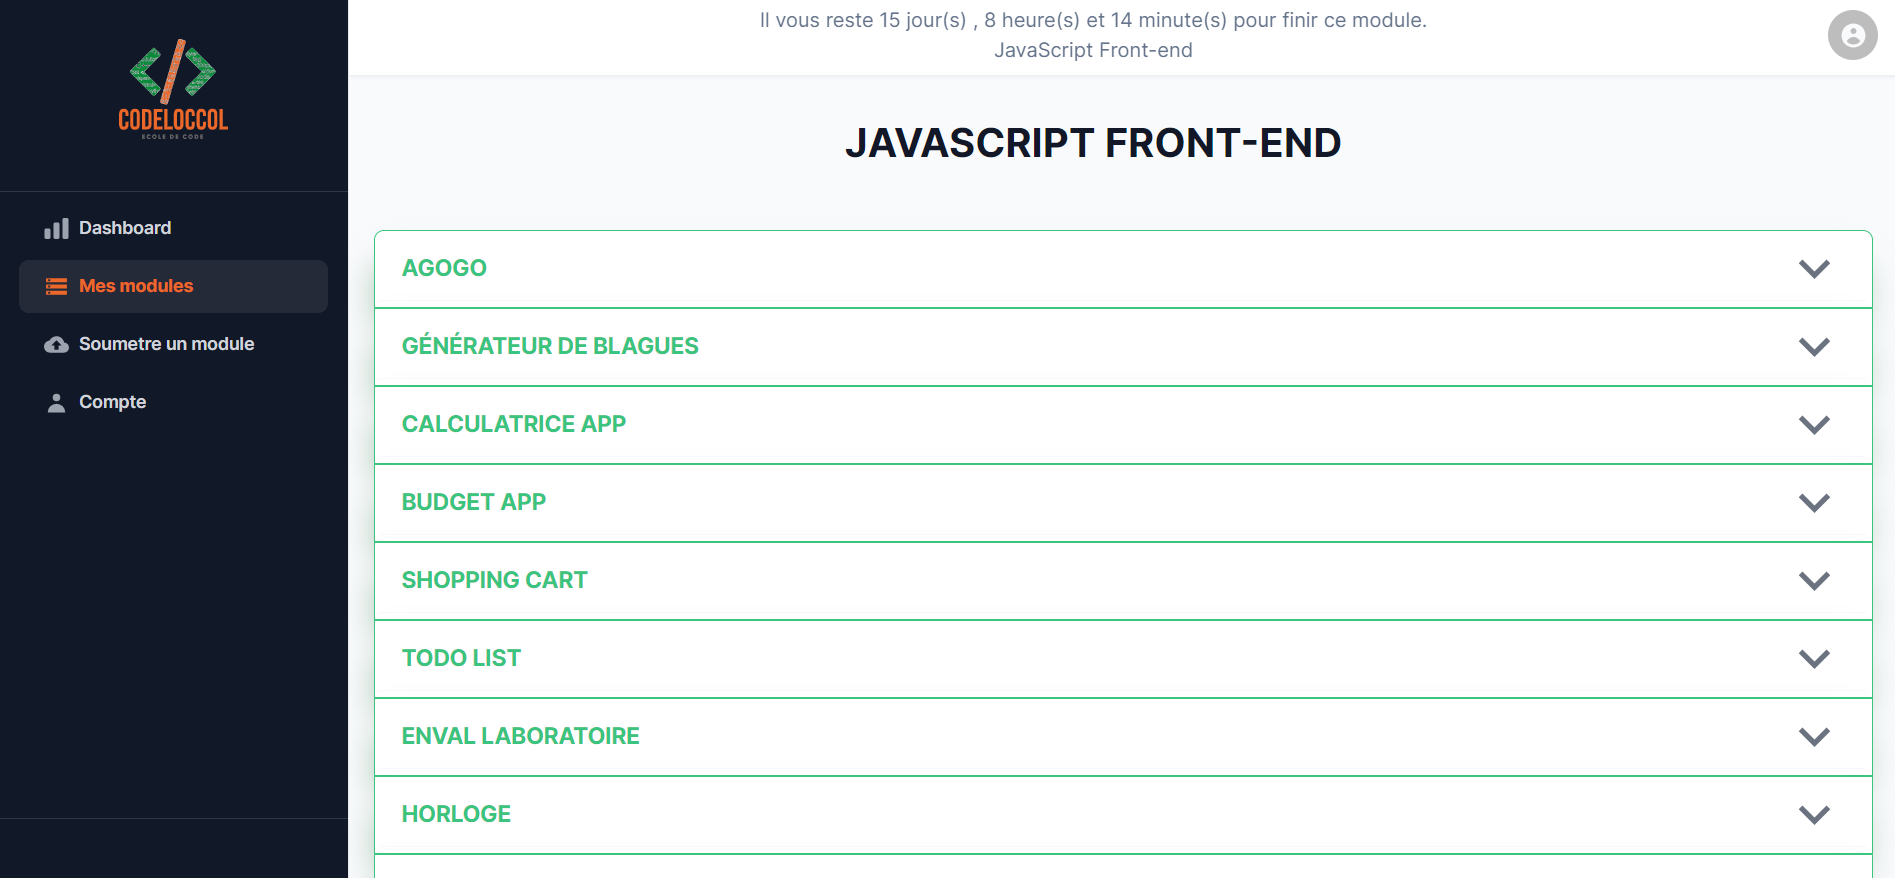 CODELOCCOL
ECOLE DE CODE
Dashboard
Mes modules
Soumetre un module
Compte
Il vous reste 15 jour(s) , 8 heure(s) et 14 minute(s) pour finir ce module.
JavaScript Front-end
JAVASCRIPT FRONT-END
AGOGO
GÉNÉRATEUR DE BLAGUES
CALCULATRICE APP
BUDGET APP
SHOPPING CART
TODO LIST
ENVAL LABORATOIRE
HORLOGE